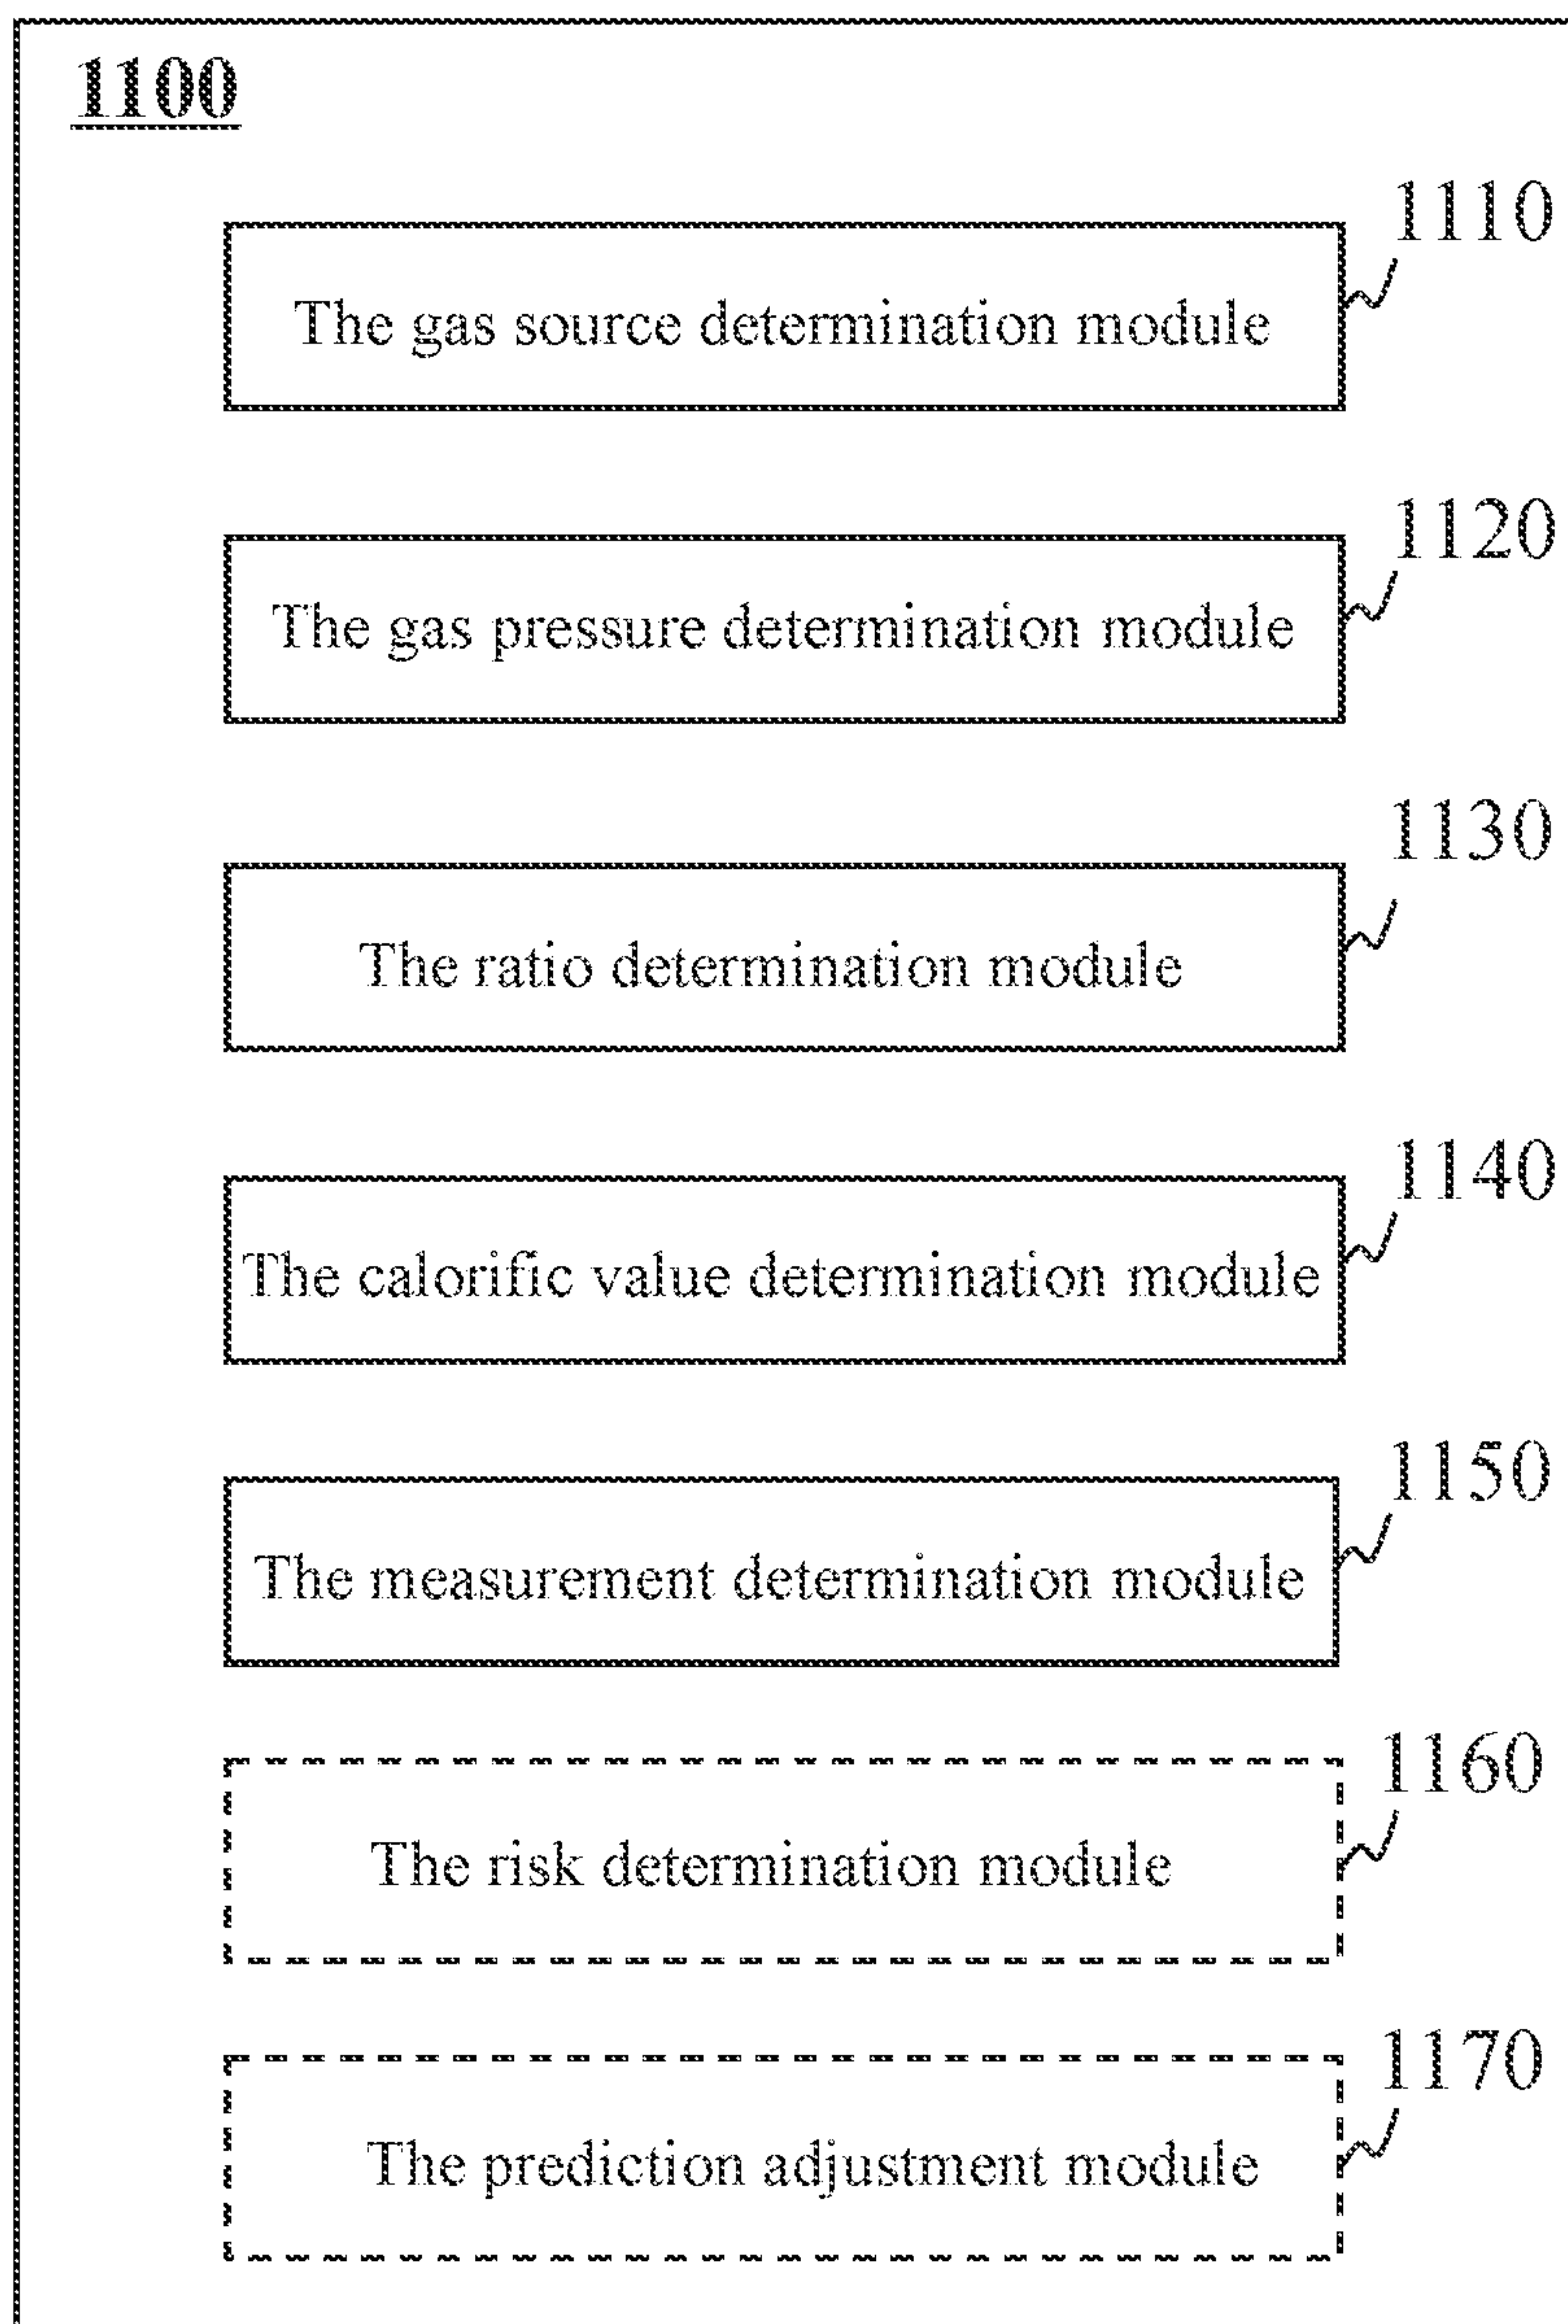 1100
1110
The gas source determination module
1120
The gas pressure determination module
1130
The ratio determination module
1140
The calorific value determination module
1150
The measurement determination module
1160
The risk determination module
1170
The prediction adjustment module